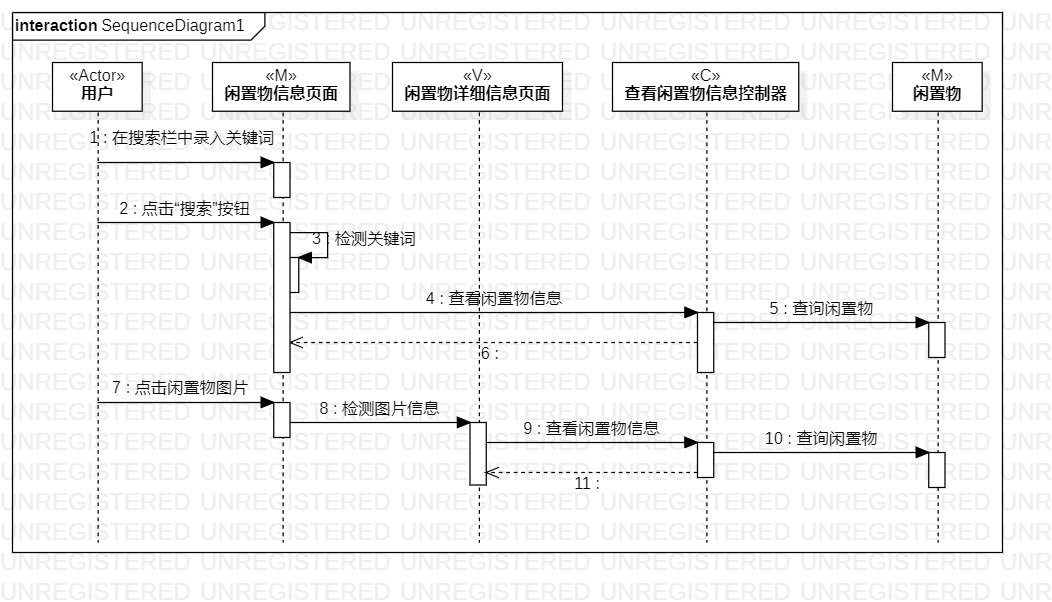 interaction SequenceDiagram1
«Actor»
用户
«M»
闲置物信息页面
«V»
闲置物详细信息页面
«C»
查看闲置物信息控制器
«M»
闲置物
1 : 在搜索栏中录入关键词
2 : 点击“搜索”按钮
3 : 检测关键词
4 : 查看闲置物信息
5 : 查询闲置物
6 :
7 : 点击闲置物图片
8 : 检测图片信息
9 : 查看闲置物信息
10 : 查询闲置物
11 :
UNREGISTERED